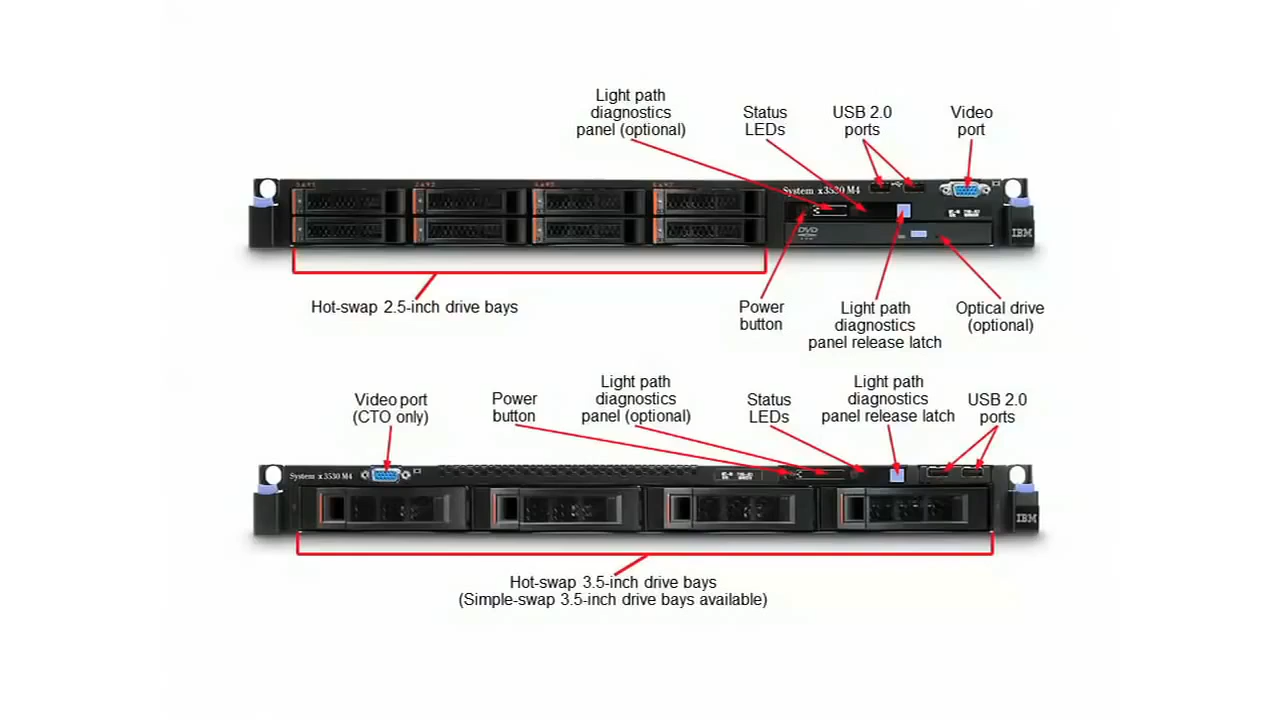 Light path
diagnostics
panel (optional)
Status
LEDs
USB 2.0
ports
Video
port
System x3530 M4
DVD
IBM
Hot-swap 2.5-inch drive bays
Power
button
Light path
diagnostics
panel release latch
Optical drive
(optional)
Video port
(CTO only)
Power
button
Light path
diagnostics
panel (optional)
Status
LEDs
Light path
diagnostics
panel release latch
USB 2.0
ports
System x3530 M4
IBM
Hot-swap 3.5-inch drive bays
(Simple-swap 3.5-inch drive bays available)